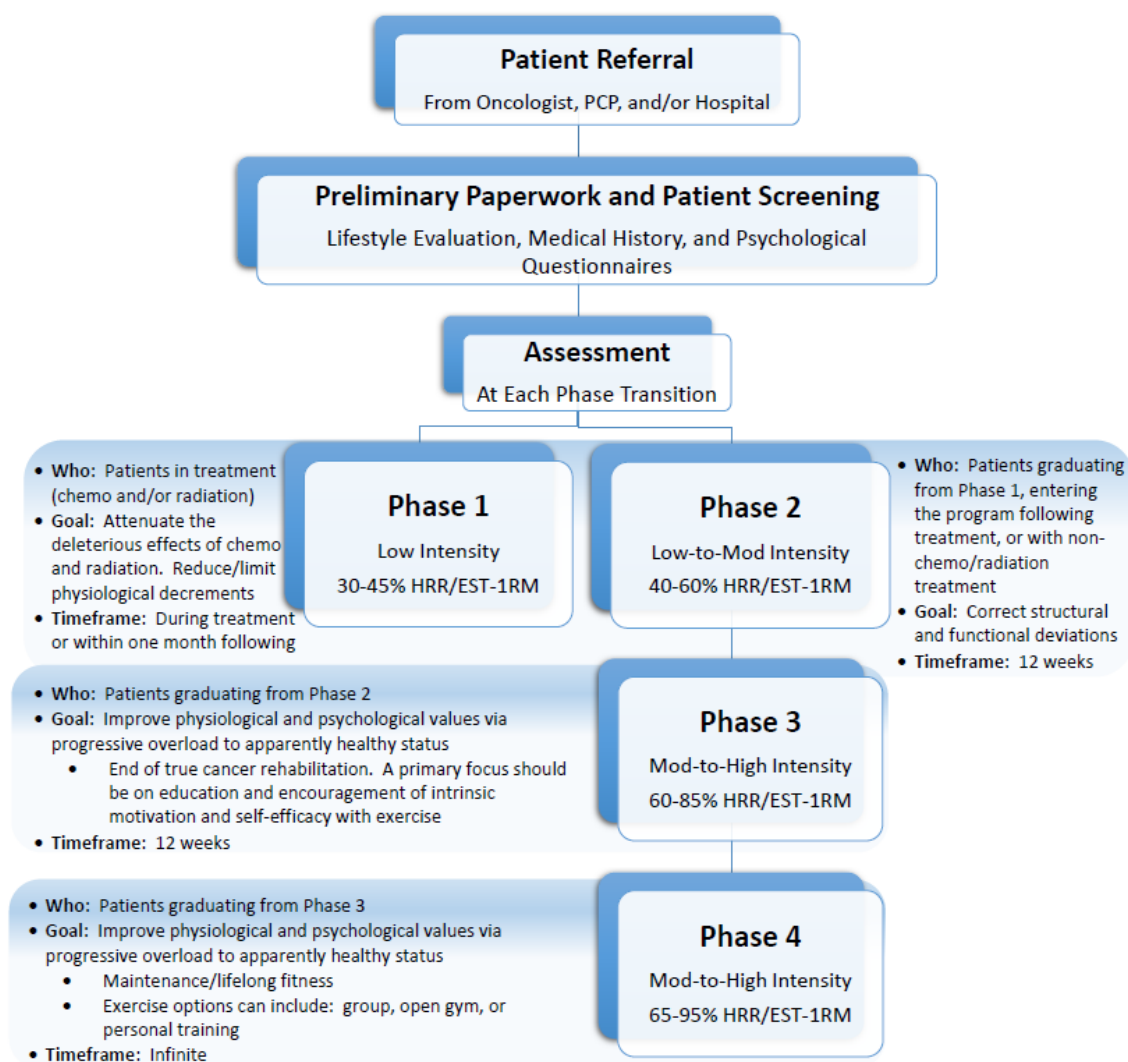 Patient Referral
From Oncologist, PCP, and/or Hospital
Preliminary Paperwork and Patient Screening
Lifestyle Evaluation, Medical History, and Psychological
Questionnaires
Assessment
At Each Phase Transition
• Who: Patients in treatment
(chemo and/or radiation)
• Goal: Attenuate the
deleterious effects of chemo
and radiation. Reduce/limit
physiological decrements
• Timeframe: During treatment
or within one month following
Phase 1
Low Intensity
30-45% HRR/EST-1RM
Phase 2
Low-to-Mod Intensity
40-60% HRR/EST-1RM
• Who: Patients graduating
from Phase 1, entering
the program following
treatment, or with non-
chemo/radiation
treatment
• Goal: Correct structural
and functional deviations
• Timeframe: 12 weeks
• Who: Patients graduating from Phase 2
• Goal: Improve physiological and psychological values via
progressive overload to apparently healthy status
• End of true cancer rehabilitation. A primary focus should
be on education and encouragement of intrinsic
motivation and self-efficacy with exercise
• Timeframe: 12 weeks
Phase 3
Mod-to-High Intensity
60-85% HRR/EST-1RM
• Who: Patients graduating from Phase 3
• Goal: Improve physiological and psychological values via
progressive overload to apparently healthy status
• Maintenance/lifelong fitness
• Exercise options can include: group, open gym, or
personal training
• Timeframe: Infinite
Phase 4
Mod-to-High Intensity
65-95% HRR/EST-1RM